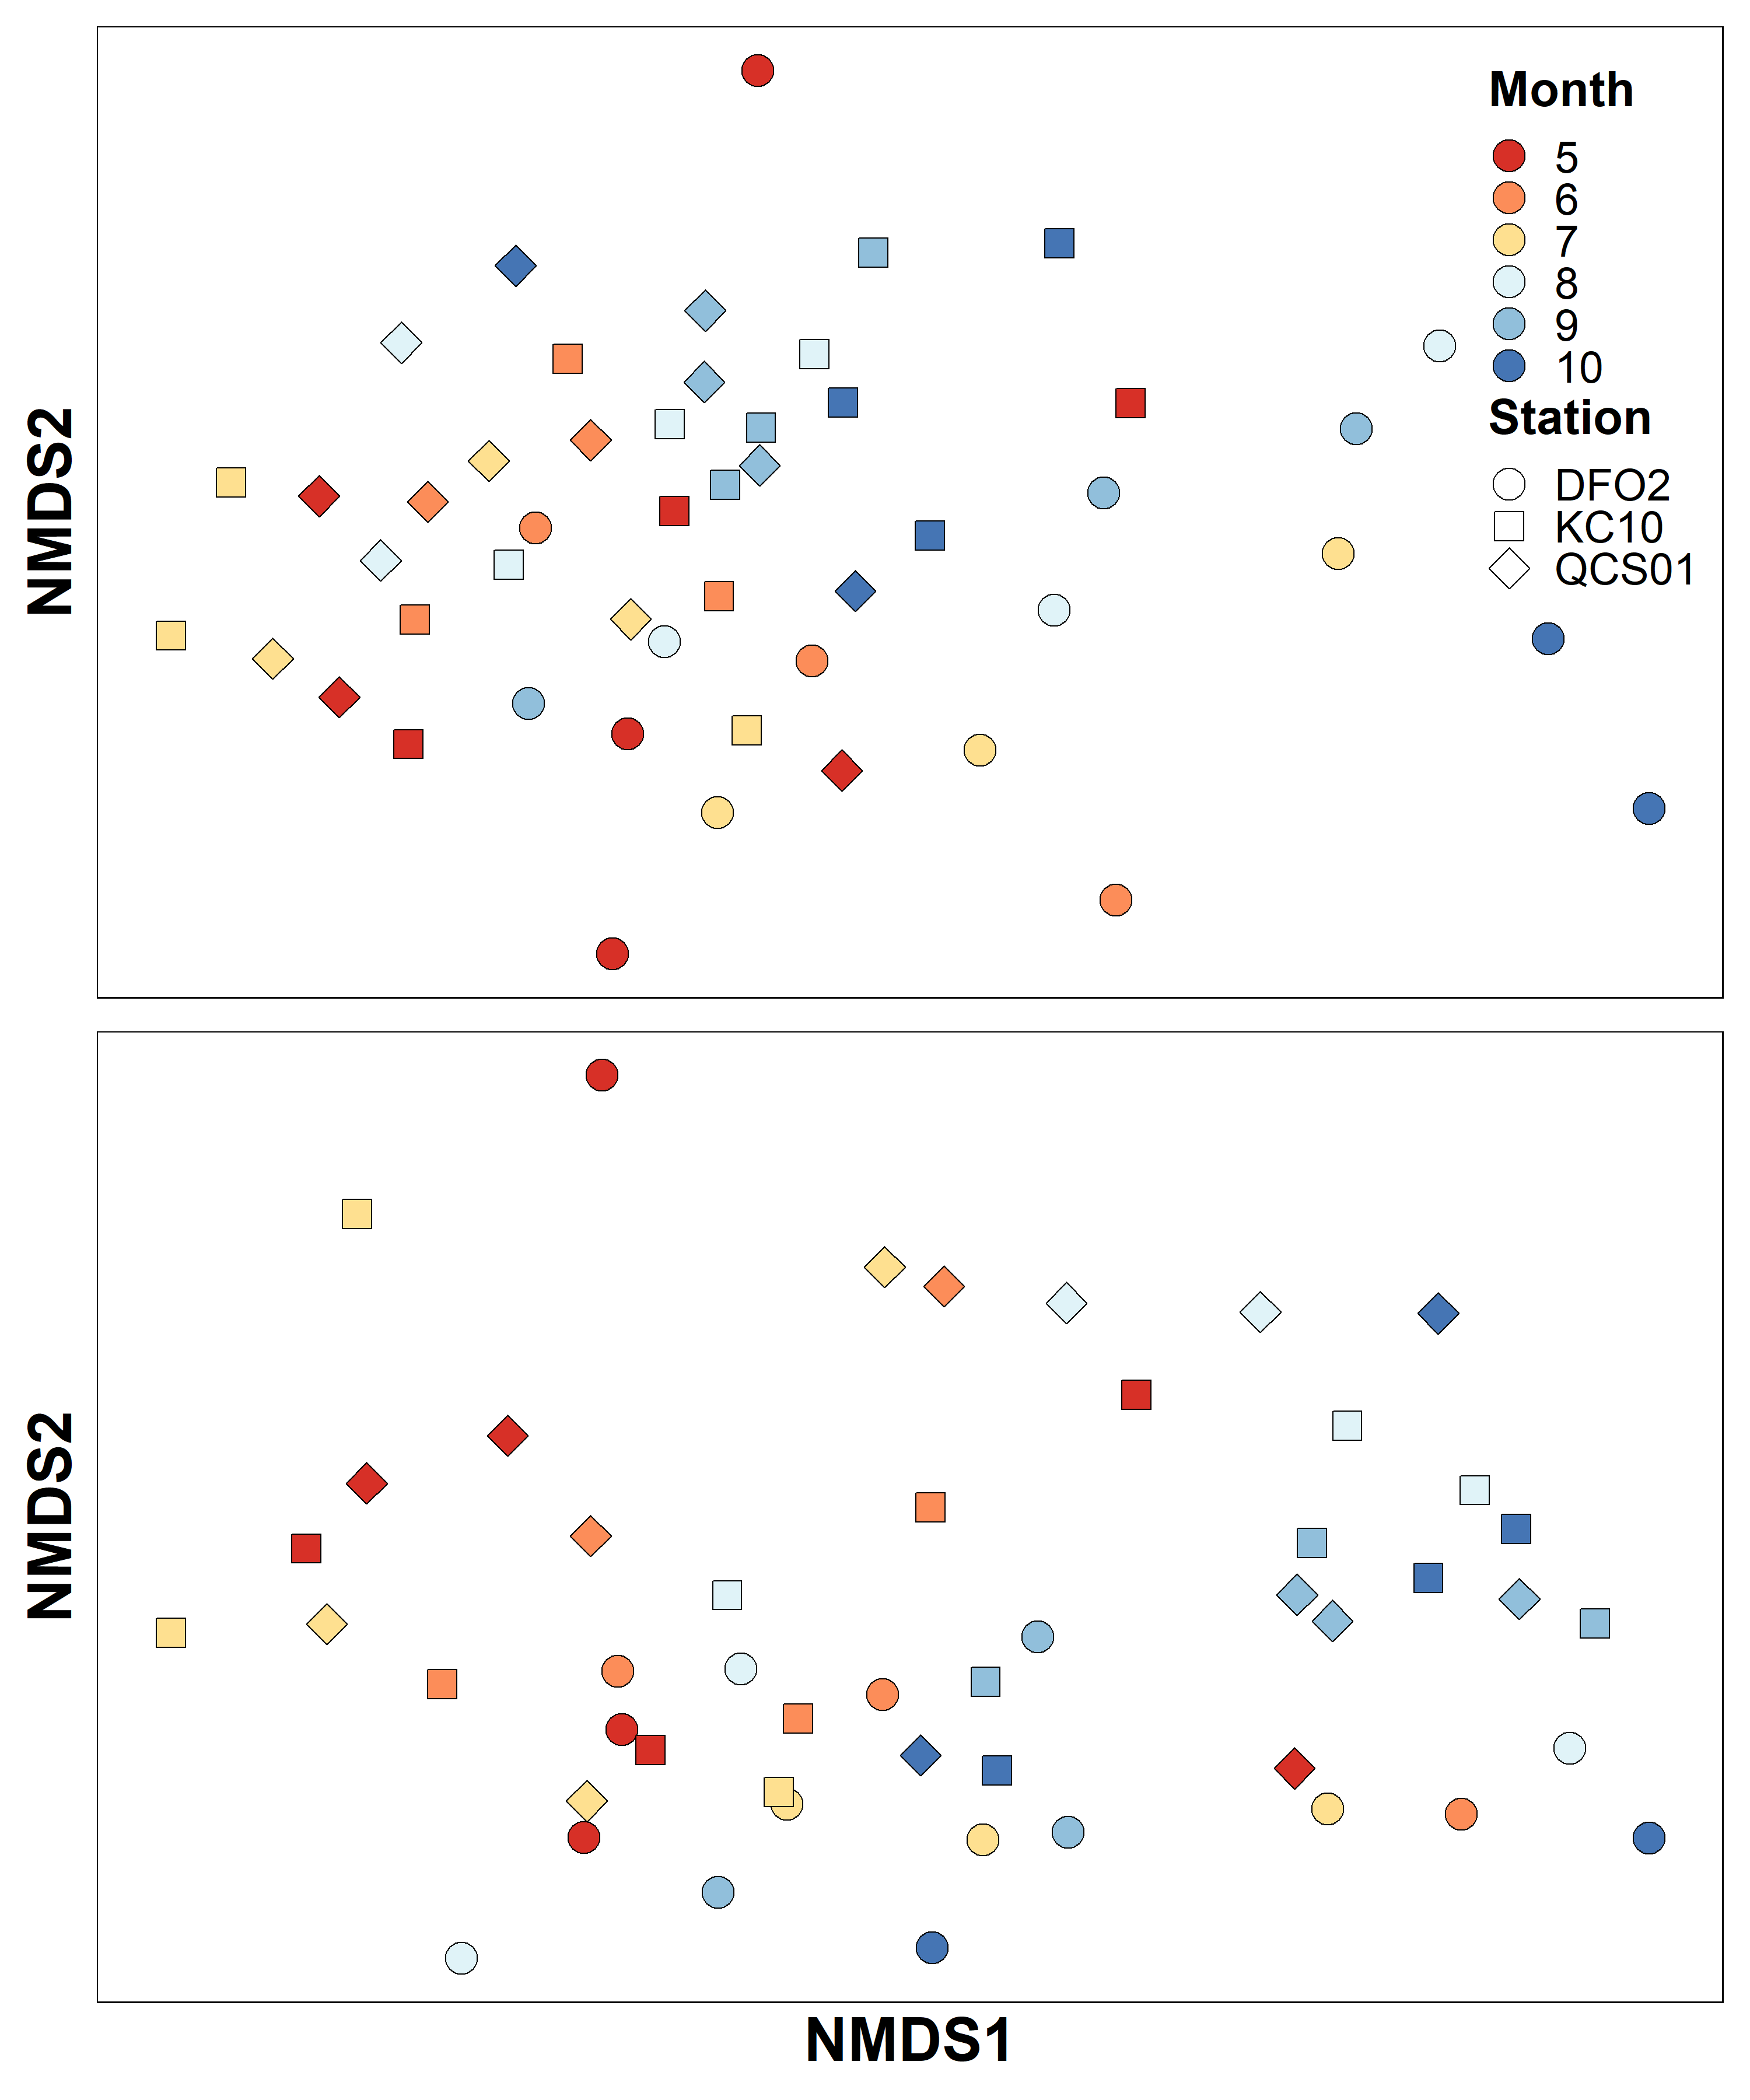 NMDS2
Month
5
6
7
8
9
10
Station
DFO2
KC10
QCS01
NMDS2
NMDS1